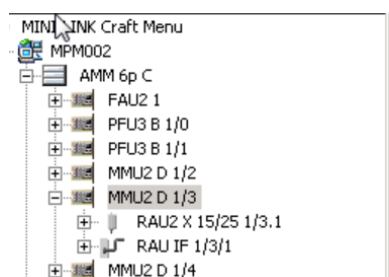 MINI LINK Craft Menu
MPM002
AMM 6p C
FAU2 1
PFU3 B 1/0
PFU3 B 1/1
MMU2 D 1/2
MMU2 D 1/3
RAU2 X 15/25 1/3.1
RAU IF 1/3/1
MMU2 D 1/4